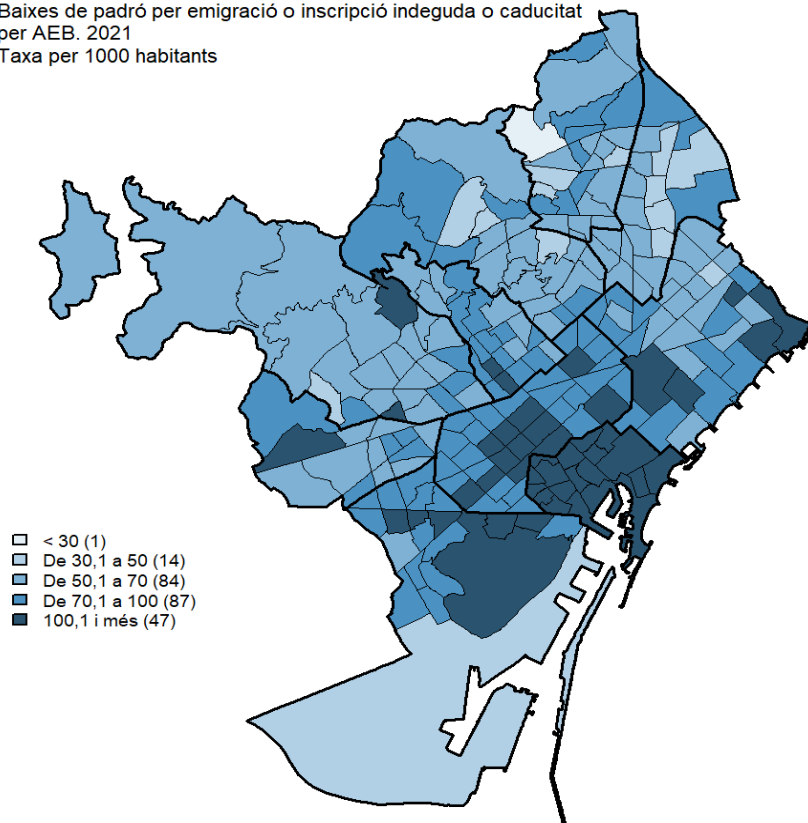 Baixes de padró per emigració o inscripció indeguda o caducitat
per AEB. 2021
Taxa per 1000 habitants
< 30 (1)
De 30,1 a 50 (14)
De 50,1 a 70 (84)
De 70,1 a 100 (87)
100,1 i més (47)